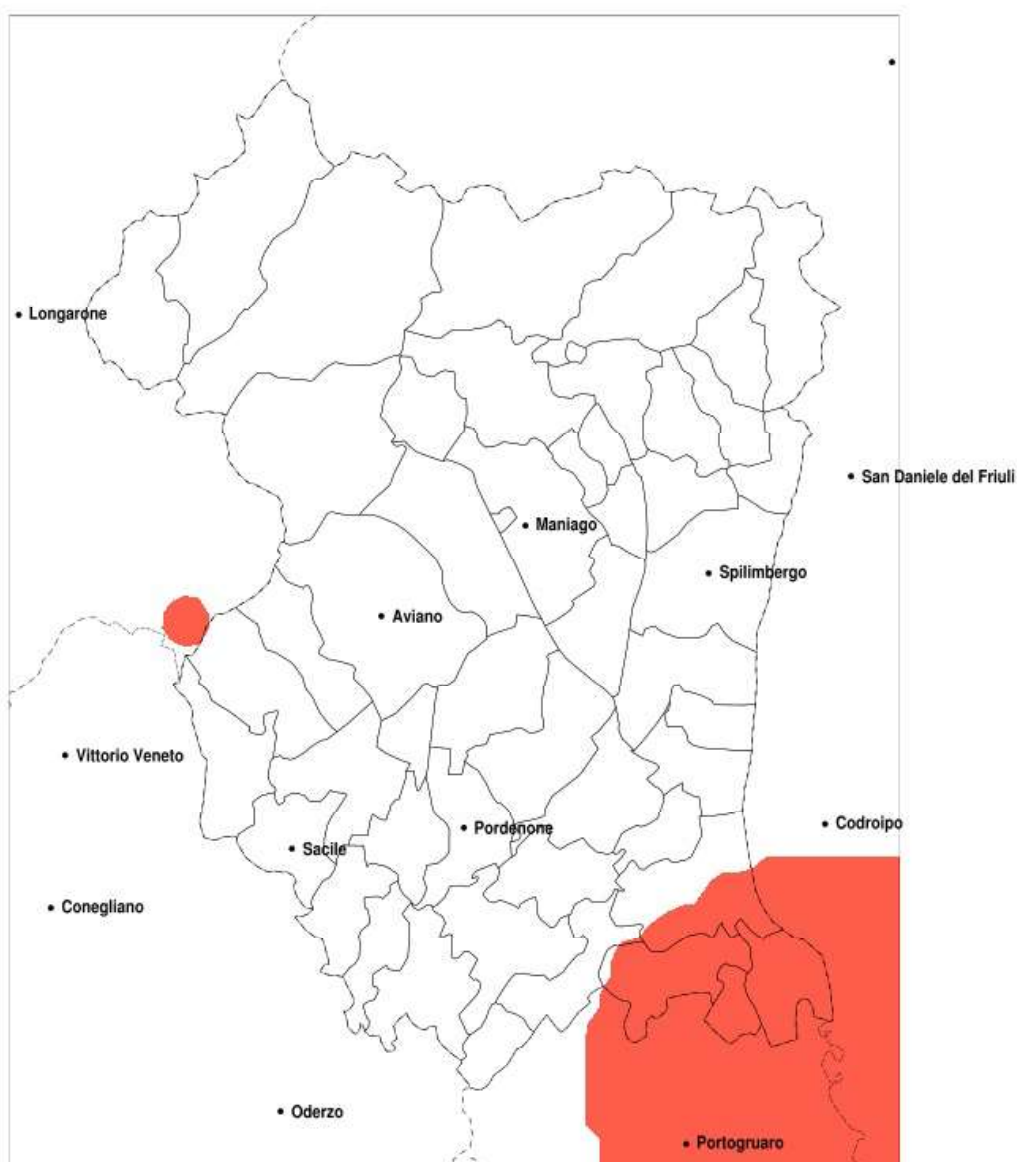 Longarone
San Daniele del Friuli
Maniago
Spilimbergo
Aviano
Vittorio Veneto
Codroipo
Pordenone
Sacile
Conegliano
Oderzo
Portogruaro